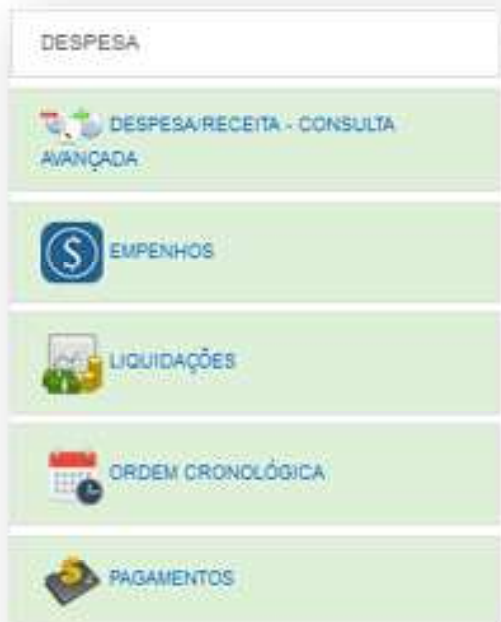 DESPESA
DESPESA/RECEITA - CONSULTA
AVANÇADA
EMPENHOS
LIQUIDAÇÕES
ORDEM CRONOLÓGICA
PAGAMENTOS